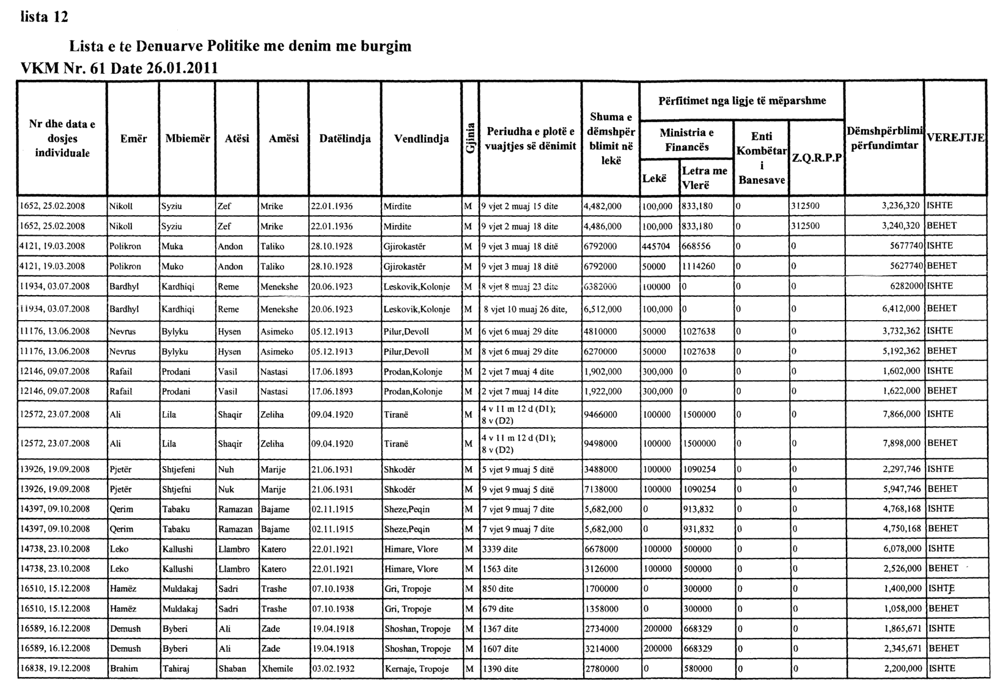 lista 12
Lista e te Denuarve Politike me denim me burgim
VKM Nr. 61 Date 26.01.2011
Nr dhe data e dosjes individuale Emër Mbiemër Atësi Amësi Datëlindja Vendlindja Gjinia Periudha e plotë e vuajtjes së dënimit Shuma e dëmshpër blimit në lekë Përfitimet nga ligje të mëparshme Ministria e Financës Lekë Letra me Vlerë Enti Kombëtar i Banesave Z.Q.R.P.P Dëmshpërblimi përfundimtar VEREJTJE
1652, 25.02.2008 Nikoll Syziu Zef Mrike 22.01.1936 Mirdite M 9 vjet 2 muaj 15 dite 4,482,000 100,000 833,180 0 312500 3,236,320 ISHTE
1652, 25.02.2008 Nikoll Syziu Zef Mrike 22.01.1936 Mirdite M 9 vjet 2 muaj 18 dite 4,486,000 100,000 833,180 0 312500 3,240,320 BEHET
4121, 19.03.2008 Polikron Muka Andon Taliko 28.10.1928 Gjirokastër M 9 vjet 3 muaj 18 ditë 6792000 445704 668556 0 0 5677740 ISHTE
4121, 19.03.2008 Polikron Muko Andon Taliko 28.10.1928 Gjirokastër M 9 vjet 3 muaj 18 ditë 6792000 50000 1114260 0 0 5627740 BEHET
11934, 03.07.2008 Bardhyl Kardhiqi Reme Menekshe 20.06.1923 Leskovik,Kolonje M 8 vjet 8 muaj 23 dite 6382000 100000 0 0 0 6282000 ISHTE
11934, 03.07.2008 Bardhyl Kardhiqi Reme Menekshe 20.06.1923 Leskovik,Kolonje M 8 vjet 10 muaj 26 dite, 6,512,000 100,000 0 0 0 6,412,000 BEHET
11176, 13.06.2008 Nevrus Bylyku Hysen Asimeko 05.12.1913 Pilur,Devoll M 6 vjet 6 muaj 29 dite 4810000 50000 1027638 0 0 3,732,362 ISHTE
11176, 13.06.2008 Nevrus Bylyku Hysen Asimeko 05.12.1913 Pilur,Devoll M 8 vjet 6 muaj 29 dite 6270000 50000 1027638 0 0 5,192,362 BEHET
12146, 09.07.2008 Rafail Prodani Vasil Nastasi 17.06.1893 Prodan,Kolonje M 2 vjet 7 muaj 4 dite 1,902,000 300,000 0 0 0 1,602,000 ISHTE
12146, 09.07.2008 Rafail Prodani Vasil Nastasi 17.06.1893 Prodan,Kolonje M 2 vjet 7 muaj 14 dite 1,922,000 300,000 0 0 0 1,622,000 BEHET
12572, 23.07.2008 Ali Lila Shaqir Zeliha 09.04.1920 Tiranë M 4 v 11 m 12 d (D1); 8 v (D2) 9466000 100000 1500000 0 0 7,866,000 ISHTE
12572, 23.07.2008 Ali Lila Shaqir Zeliha 09.04.1920 Tiranë M 4 v 11 m 12 d (D1); 8 v (D2) 9498000 100000 1500000 0 0 7,898,000 BEHET
13926, 19.09.2008 Pjetër Shtjefeni Nuh Marije 21.06.1931 Shkodër M 5 vjet 9 muaj 5 ditë 3488000 100000 1090254 0 0 2,297,746 ISHTE
13926, 19.09.2008 Pjetër Shtjefni Nuk Marije 21.06.1931 Shkodër M 9 vjet 9 muaj 5 ditë 7138000 100000 1090254 0 0 5,947,746 BEHET
14397, 09.10.2008 Qerim Tabaku Ramazan Bajame 02.11.1915 Sheze,Peqin M 7 vjet 9 muaj 7 dite 5,682,000 0 913,832 0 0 4,768,168 ISHTE
14397, 09.10.2008 Qerim Tabaku Ramazan Bajame 02.11.1915 Sheze,Peqin M 7 vjet 9 muaj 7 dite 5,682,000 0 931,832 0 0 4,750,168 BEHET
14738, 23.10.2008 Leko Kallushi Llambro Katero 22.01.1921 Himare, Vlore M 3339 dite 6678000 100000 500000 0 0 6,078,000 ISHTE
14738, 23.10.2008 Leko Kallushi Llambro Katero 22.01.1921 Himare, Vlore M 1563 dite 3126000 100000 500000 0 0 2,526,000 BEHET
16510, 15.12.2008 Hamëz Muldakaj Sadri Trashe 07.10.1938 Gri, Tropoje M 850 dite 1700000 0 300000 0 0 1,400,000 ISHTE
16510, 15.12.2008 Hamëz Muldakaj Sadri Trashe 07.10.1938 Gri, Tropoje M 679 dite 1358000 0 300000 0 0 1,058,000 BEHET
16589, 16.12.2008 Demush Byberi Ali Zade 19.04.1918 Shoshan, Tropoje M 1367 dite 2734000 200000 668329 0 0 1,865,671 ISHTE
16589, 16.12.2008 Demush Byberi Ali Zade 19.04.1918 Shoshan, Tropoje M 1607 dite 3214000 200000 668329 0 0 2,345,671 BEHET
16838, 19.12.2008 Brahim Tahiraj Shaban Xhemile 03.02.1932 Kernaje, Tropoje M 1390 dite 2780000 0 580000 0 0 2,200,000 ISHTE